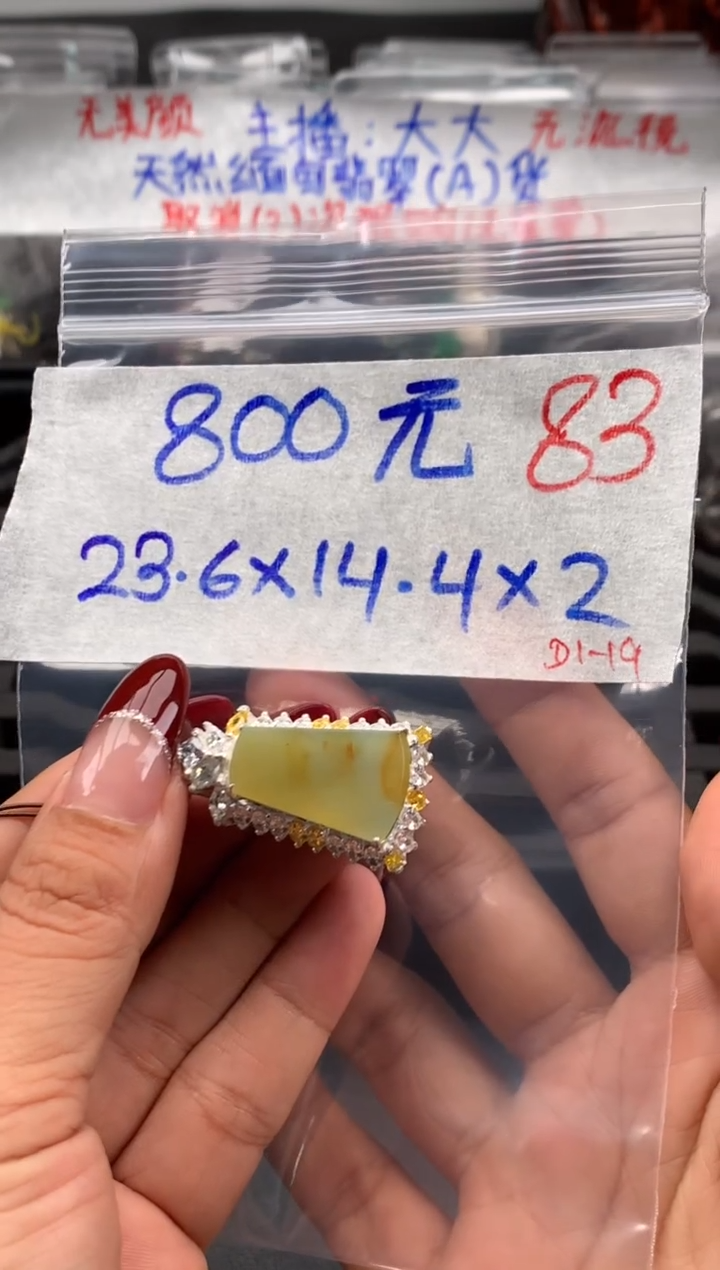 无美颜 主播:大大 无滤镜
天然缅甸翡翠(A)货
800元 83
23.6×14.4×2
D1-19